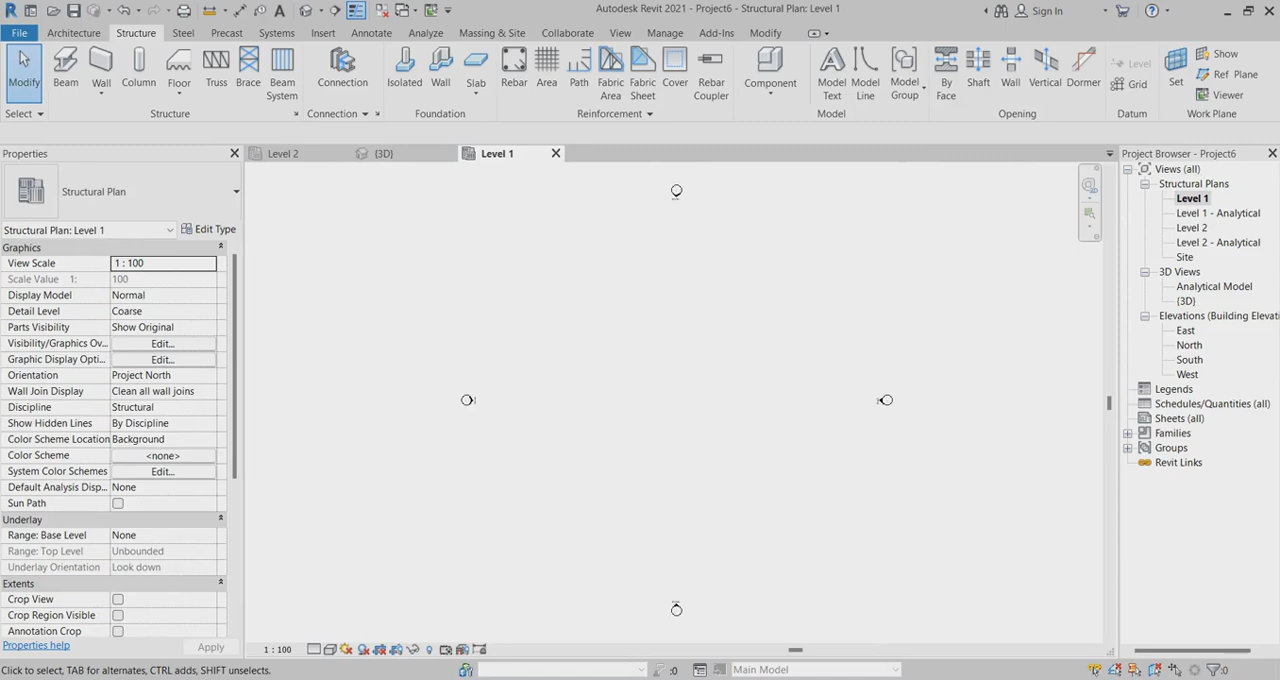 Autodesk Revit 2021 - Project6 - Structural Plan: Level 1
Sign In
File Architecture Structure Steel Precast Systems Insert Annotate Analyze Massing & Site Collaborate View Manage Add-Ins Modify
Modify Beam Wall Column Floor Truss Brace Beam System Connection Isolated Wall Slab Rebar Area Path Fabric Area Fabric Sheet Cover Rebar Coupler Component Model Text Model Line Model Group By Face Shaft Wall Vertical Dormer Level Grid Set Show Ref Plane Viewer
Select Structure Connection Foundation Reinforcement Model Opening Datum Work Plane
Properties
Level 2 {3D} Level 1
Project Browser - Project6
Structural Plan
Structural Plan: Level 1 Edit Type
Graphics
View Scale 1 : 100
Scale Value 1: 100
Display Model Normal
Detail Level Coarse
Parts Visibility Show Original
Visibility/Graphics Ov... Edit...
Graphic Display Opti... Edit...
Orientation Project North
Wall Join Display Clean all wall joins
Discipline Structural
Show Hidden Lines By Discipline
Color Scheme Location Background
Color Scheme <none>
System Color Schemes Edit...
Default Analysis Disp... None
Sun Path
Underlay
Range: Base Level None
Range: Top Level Unbounded
Underlay Orientation Look down
Extents
Crop View
Crop Region Visible
Annotation Crop
Properties help Apply
Views (all)
Structural Plans
Level 1
Level 1 - Analytical
Level 2
Level 2 - Analytical
Site
3D Views
Analytical Model
{3D}
Elevations (Building Elevati
East
North
South
West
Legends
Schedules/Quantities (all)
Sheets (all)
Families
Groups
Revit Links
1 : 100
Click to select, TAB for alternates, CTRL adds, SHIFT unselects.
:0
Main Model
:0